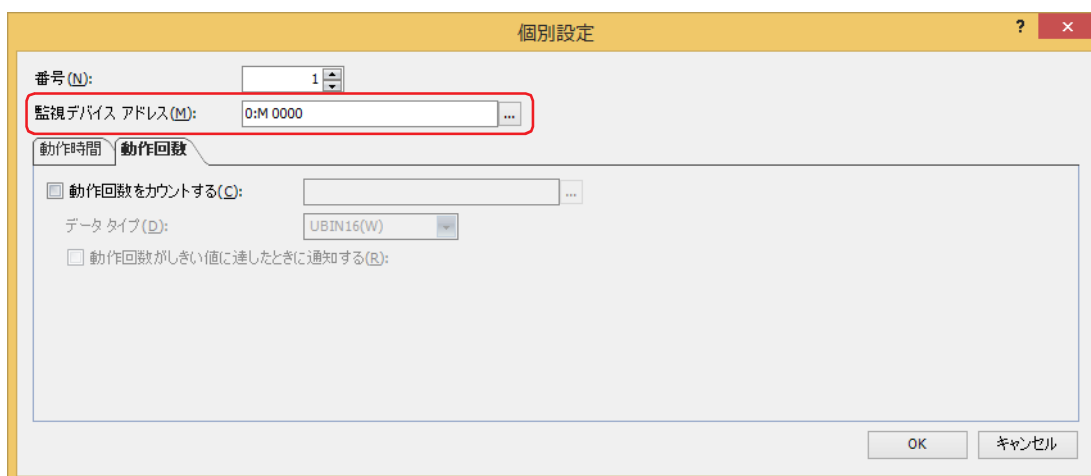 個別設定
? ×
番号(N): 1
監視デバイス アドレス(M): 0:M 0000 ...
動作時間 動作回数
動作回数をカウントする(C): ...
データ タイプ(D): UBIN16(W)
動作回数がしきい値に達したときに通知する(R):
OK キャンセル